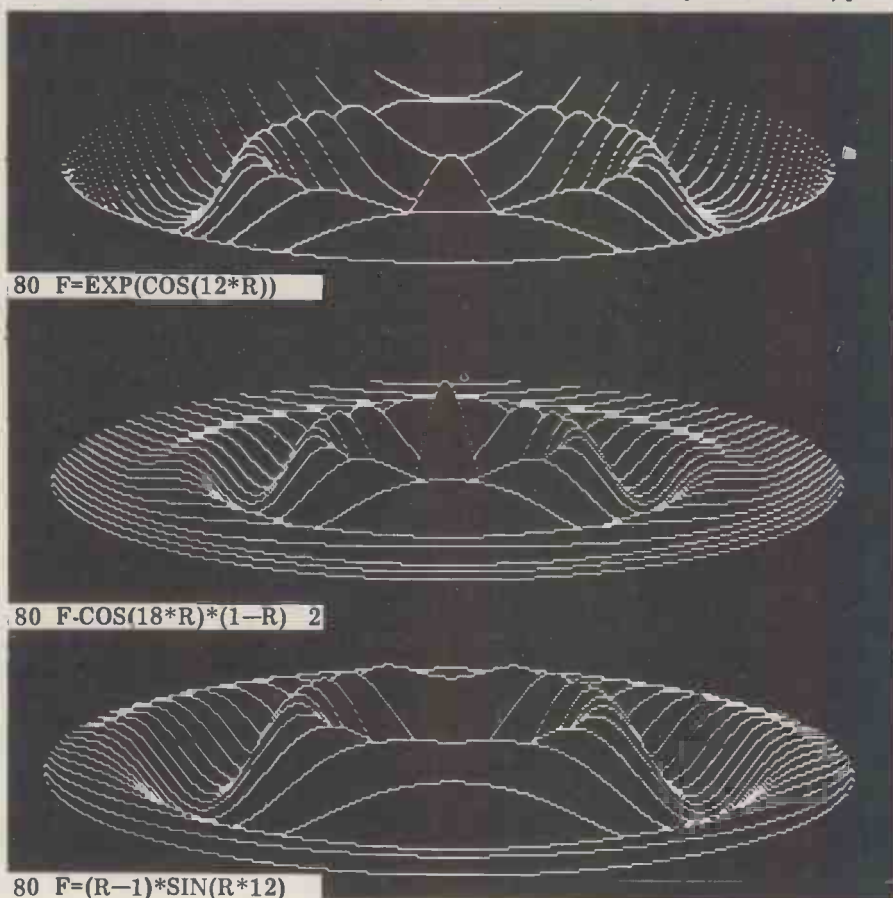 80 F=EXP(COS(12*R))
80 F-COS(18*R)*(1—R) 2
80 F=(R—1)*SIN(R*12)